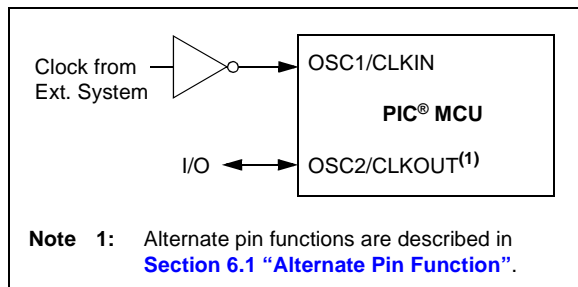 Clock from
Ext. System
OSC1/CLKIN
PIC® MCU
I/O
OSC2/CLKOUT(1)
Note 1: Alternate pin functions are described in
Section 6.1 “Alternate Pin Function”.